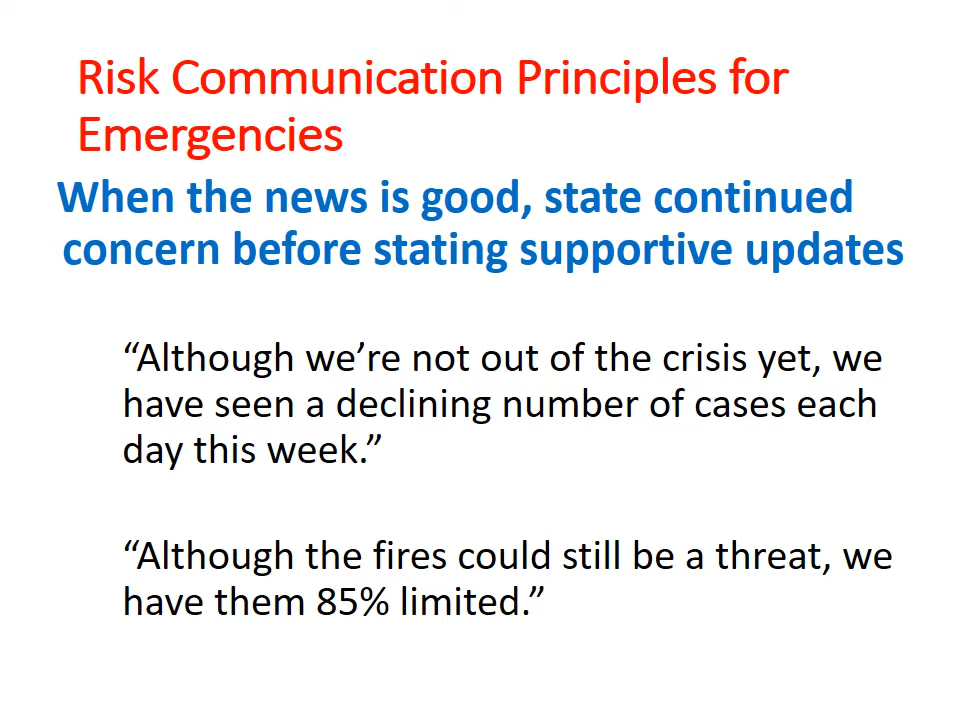 Risk Communication Principles for
Emergencies
When the news is good, state continued
concern before stating supportive updates
“Although we’re not out of the crisis yet, we
have seen a declining number of cases each
day this week.”
“Although the fires could still be a threat, we
have them 85% limited.”